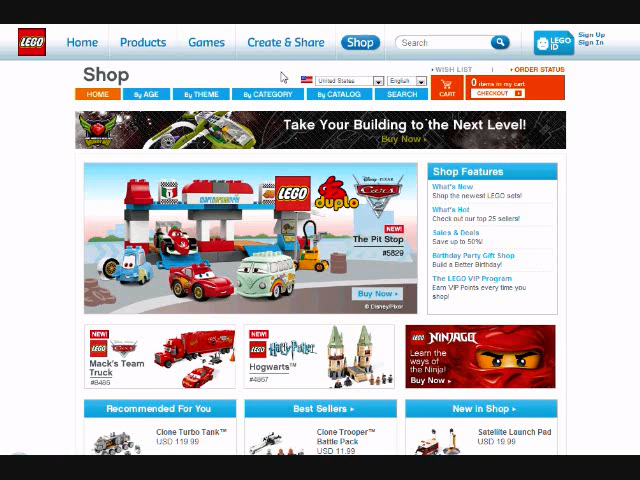 LEGO
Home
Products
Games
Create & Share
Shop
Search
LEGO ID
Sign Up
Sign In
Shop
United States
English
WISH LIST
ORDER STATUS
CART
0 items in my cart
CHECKOUT
HOME
By AGE
By THEME
By CATEGORY
By CATALOG
SEARCH
Take Your Building to the Next Level!
Buy Now
LEGO
duplo
Disney PIXAR
Cars
NEW!
The Pit Stop
#5829
Buy Now
© Disney/Pixar
Shop Features
What's New
Shop the newest LEGO sets!
What's Hot
Check out our top 25 sellers!
Sales & Deals
Save up to 50%!
Birthday Party Gift Shop
Build a Better Birthday!
The LEGO VIP Program
Earn VIP Points every time you
shop!
NEW!
LEGO
Cars
Mack's Team
Truck
#8486
NEW!
LEGO
Harry Potter
Hogwarts™
#4867
LEGO NINJAGO
Learn the
ways of
the Ninja!
Buy Now
Recommended For You
Clone Turbo Tank™
USD 119.99
Best Sellers
Clone Trooper™
Battle Pack
USD 11.99
New in Shop
Satellite Launch Pad
USD 19.99